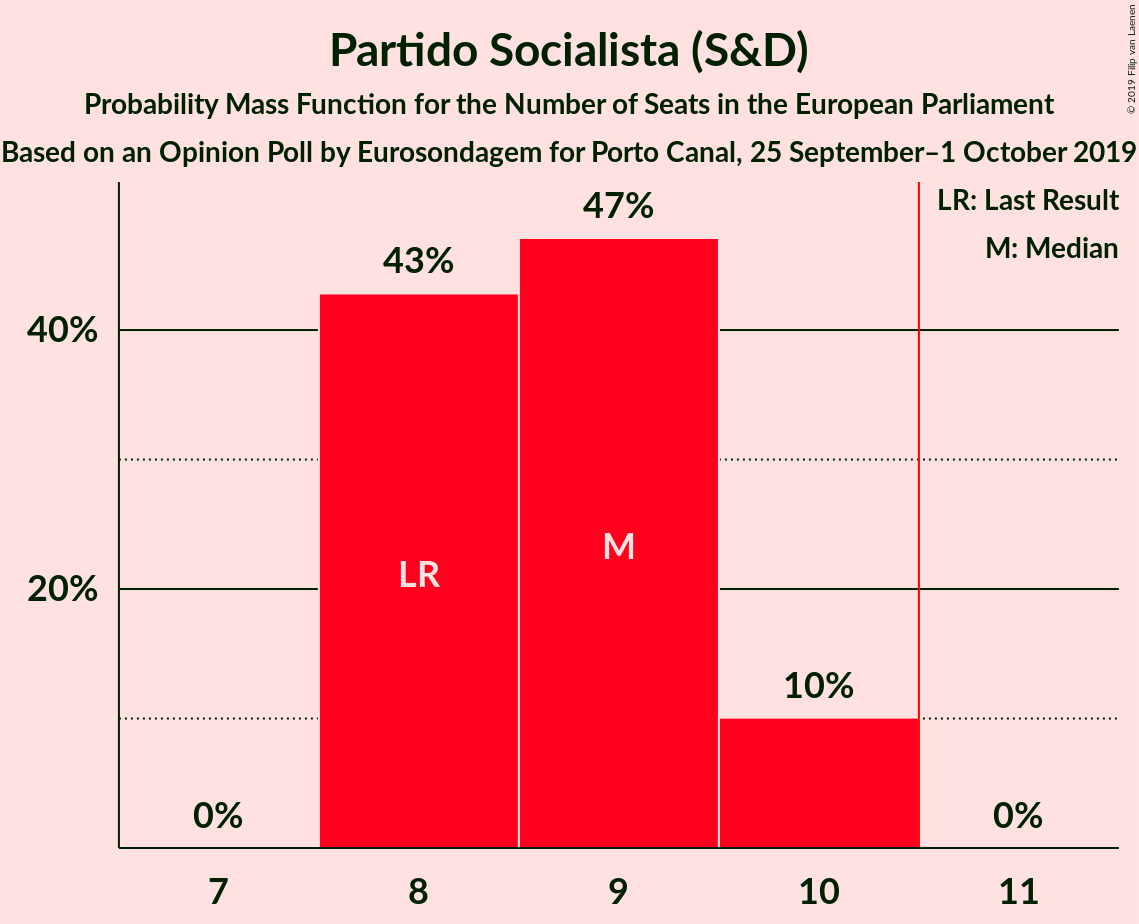 Partido Socialista (S&D)
Probability Mass Function for the Number of Seats in the European Parliament
Based on an Opinion Poll by Eurosondagem for Porto Canal, 25 September–1 October 2019
© 2019 Filip van Laenen
LR: Last Result
M: Median
47%
43%
40%
M
LR
20%
10%
0%
0%
7 8 9 10 11